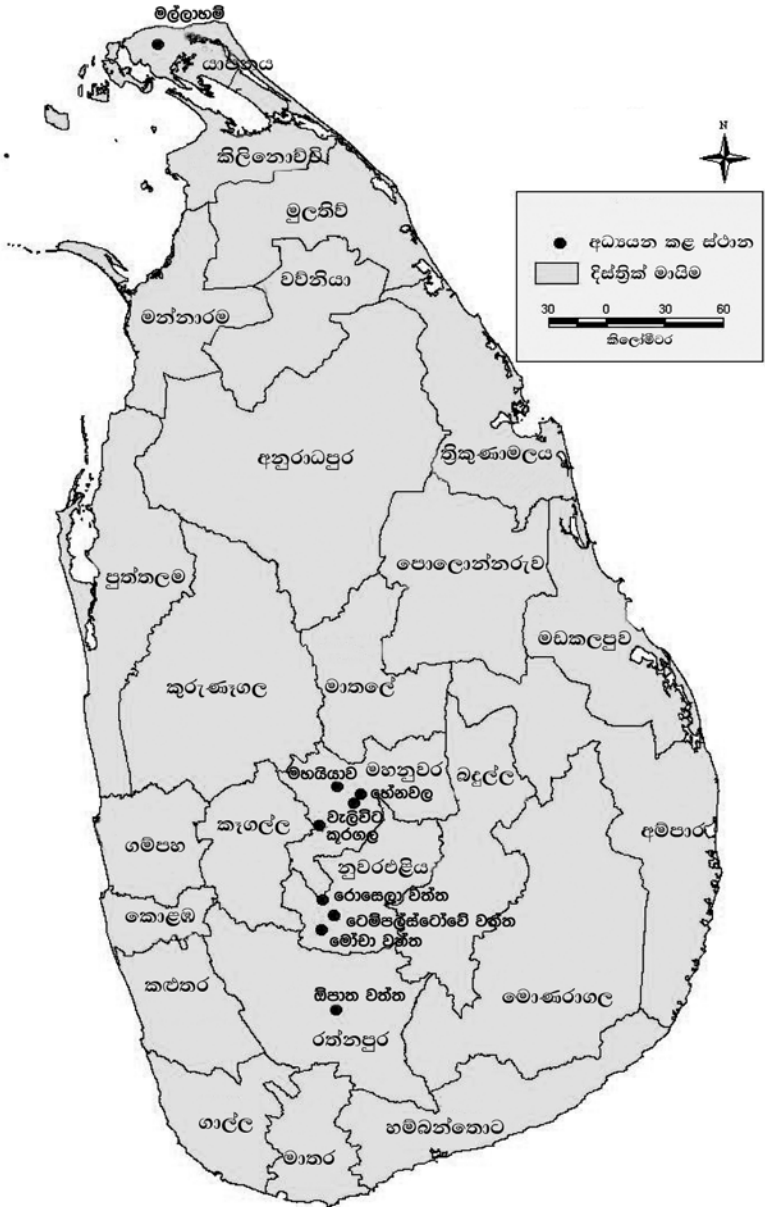 මල්ලාහම්
යාපනය
N
කිලිනොච්චි
මුලතිව්
අධ්‍යයන කළ ස්ථාන
දිස්ත්‍රික් මායිම
30 0 30 60
කිලෝමීටර
වව්නියා
මන්නාරම
අනුරාධපුර
ත්‍රිකුණාමලය
පොලොන්නරුව
පුත්තලම
මඩකලපුව
කුරුණෑගල
මාතලේ
මහයියාව
මහනුවර
බදුල්ල
හේනවල
වැලිවිට
කූරගල
කෑගල්ල
ගම්පහ
අම්පාර
නුවරඑළිය
රොසෙලා වත්ත
කොළඹ
ටෙම්පල්ස්ටෝවේ වත්ත
මෝචා වත්ත
කළුතර
ඕපාත වත්ත
මොණරාගල
රත්නපුර
ගාල්ල
හම්බන්තොට
මාතර